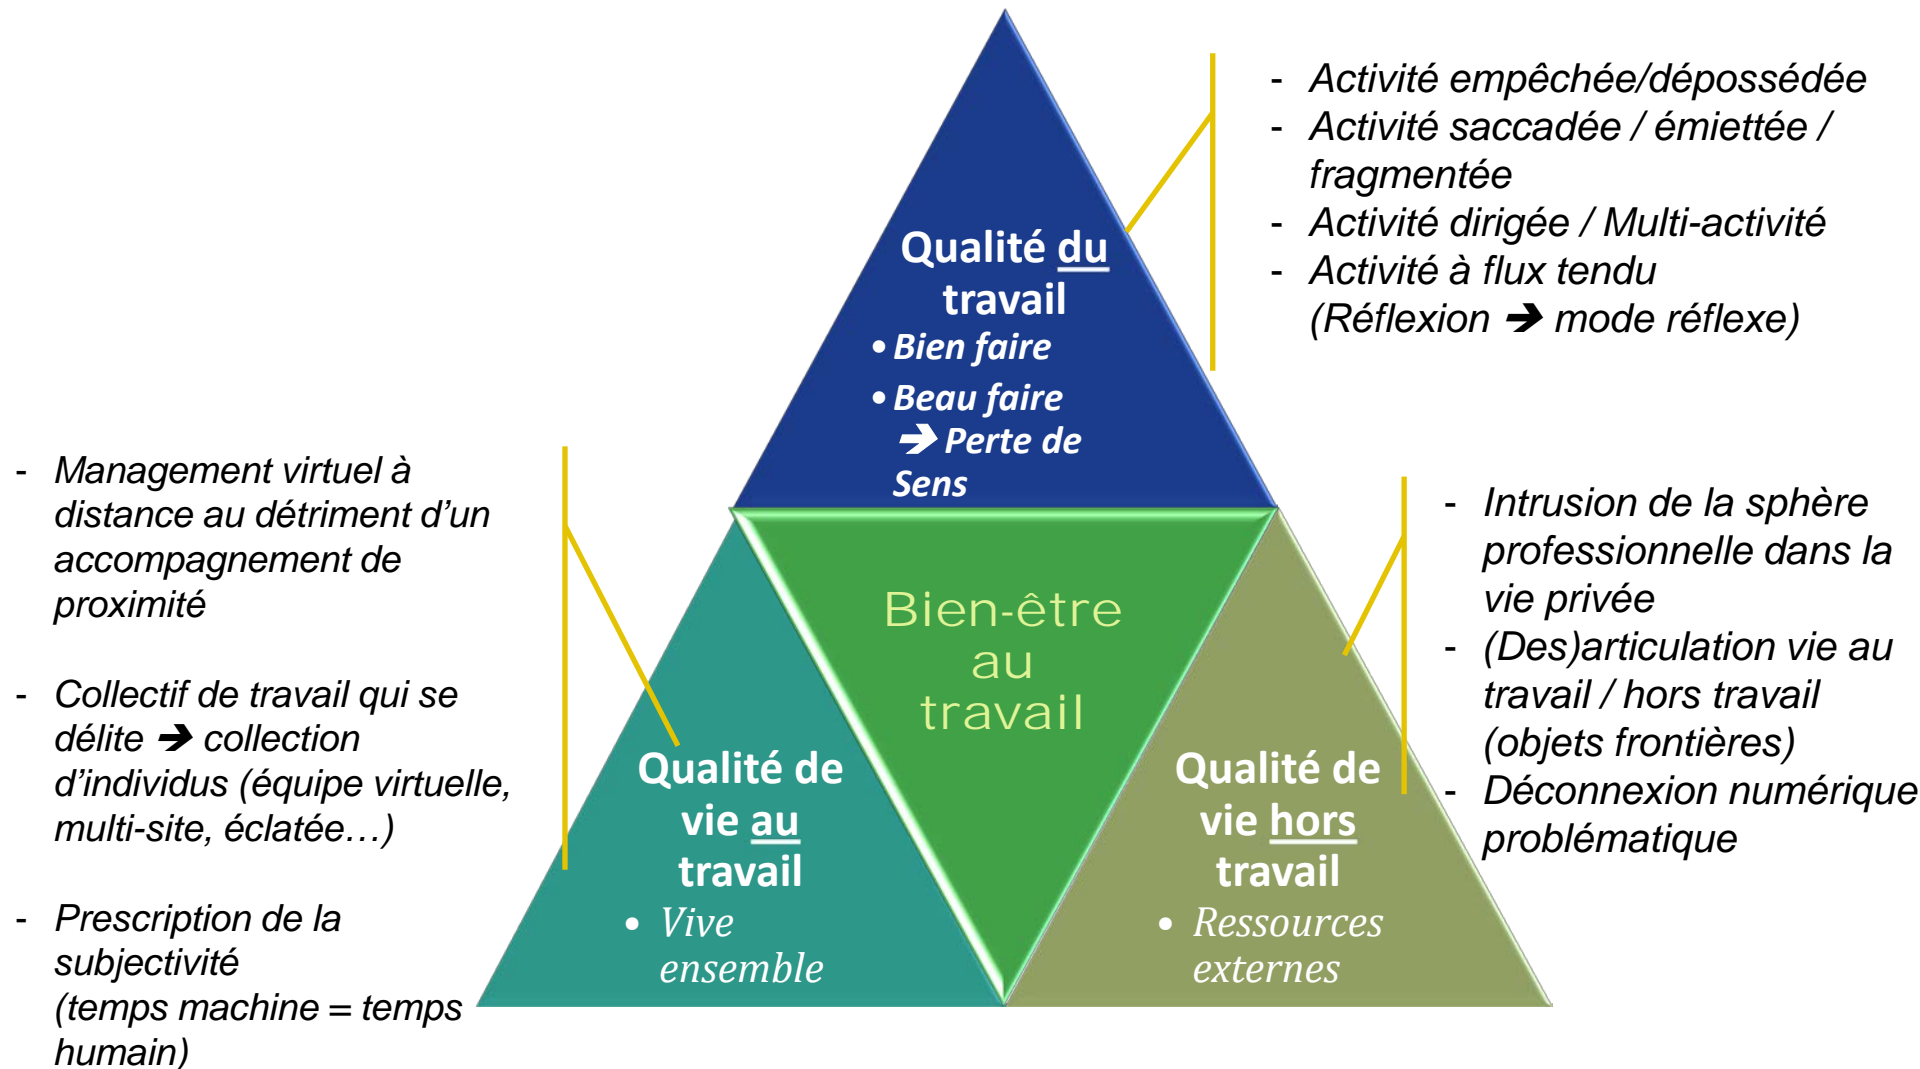 Qualité du
travail
• Bien faire
• Beau faire
➔ Perte de
Sens
- Activité empêchée/dépossédée
- Activité saccadée / émiettée /
fragmentée
- Activité dirigée / Multi-activité
- Activité à flux tendu
(Réflexion ➔ mode réflexe)
- Management virtuel à
distance au détriment d’un
accompagnement de
proximité
- Collectif de travail qui se
délite ➔ collection
d’individus (équipe virtuelle,
multi-site, éclatée…)
- Prescription de la
subjectivité
(temps machine = temps
humain)
Bien-être
au
travail
Qualité de
vie au
travail
• Vive
ensemble
Qualité de
vie hors
travail
• Ressources
externes
- Intrusion de la sphère
professionnelle dans la
vie privée
- (Des)articulation vie au
travail / hors travail
(objets frontières)
- Déconnexion numérique
problématique